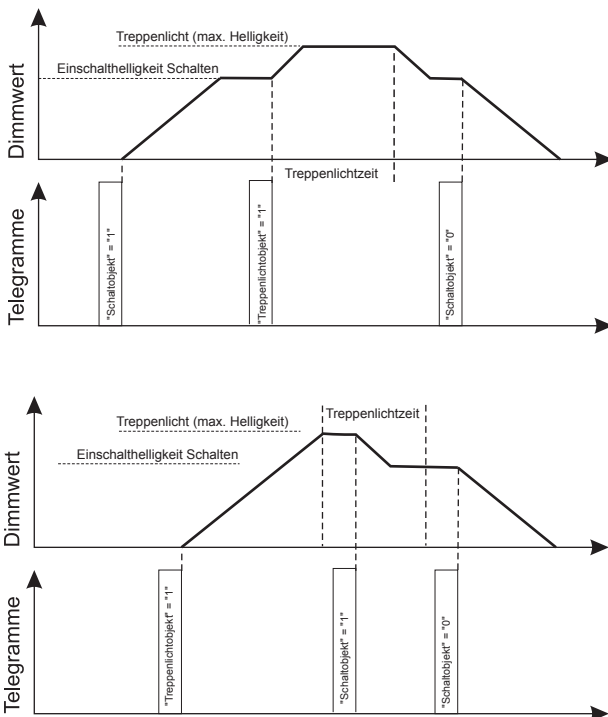 Treppenlicht (max. Helligkeit)
Einschalthelligkeit Schalten
Dimmwert
Treppenlichtzeit
Telegramme
"Schaltobjekt" = "1"
"Treppenlichtobjekt" = "1"
"Schaltobjekt" = "0"
Treppenlicht (max. Helligkeit)
Treppenlichtzeit
Einschalthelligkeit Schalten
Dimmwert
Telegramme
"Treppenlichtobjekt" = "1"
"Schaltobjekt" = "1"
"Schaltobjekt" = "0"